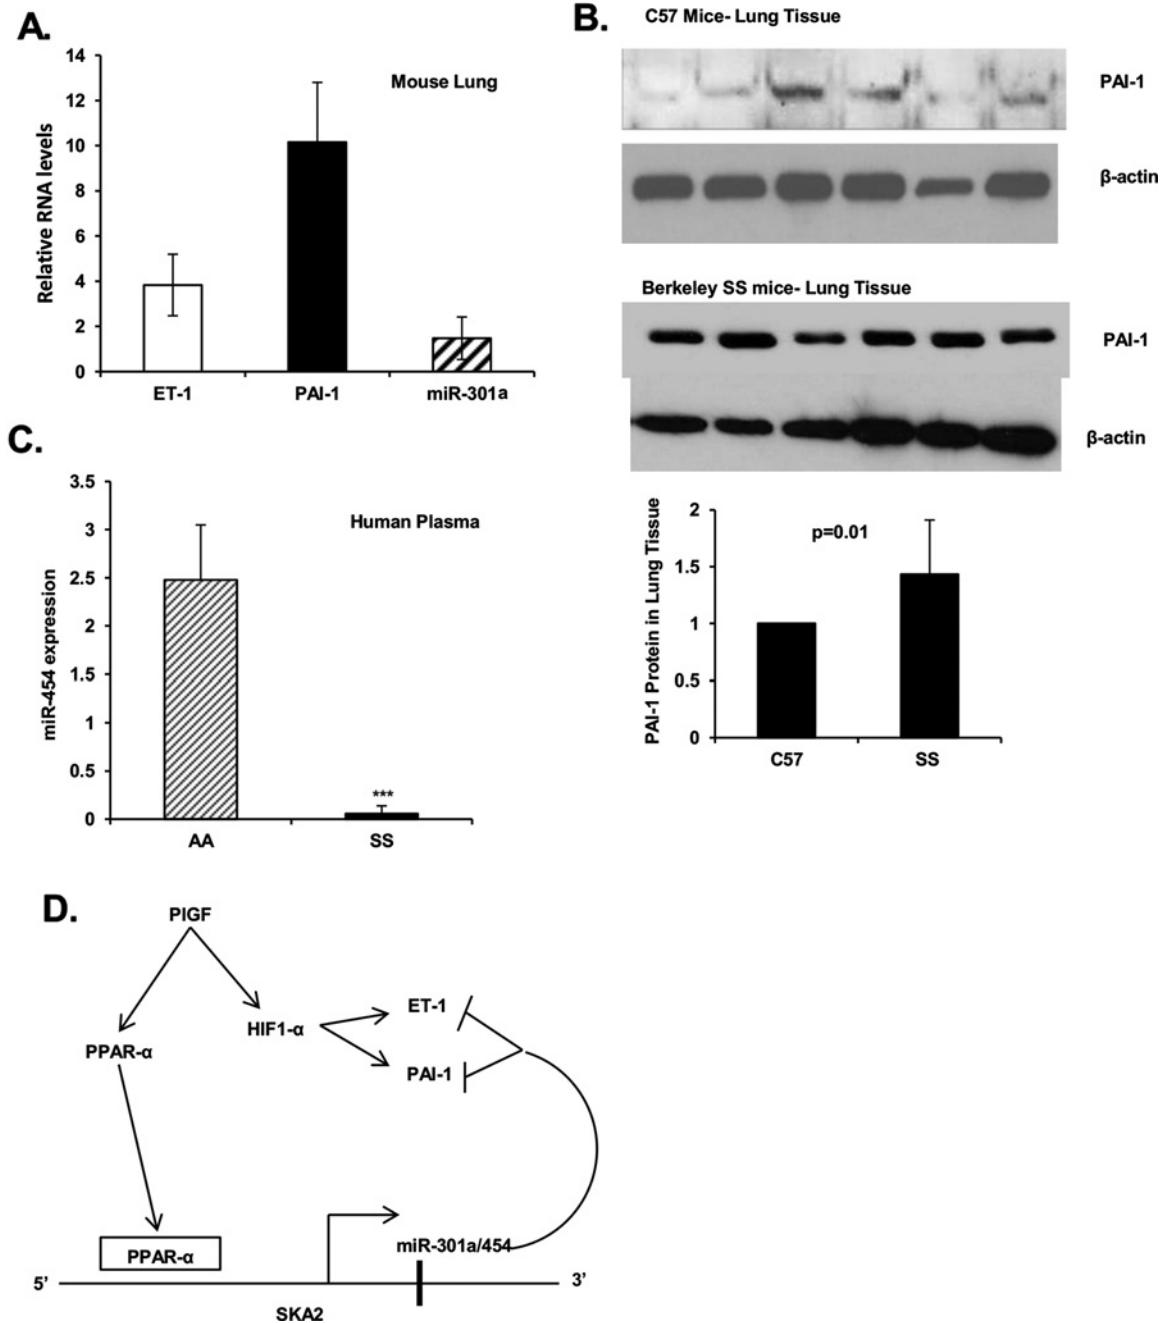 A.
14
12
10
8
6
4
2
0
Relative RNA levels
Mouse Lung
ET-1 PAI-1 miR-301a
B.
C57 Mice- Lung Tissue
PAI-1
β-actin
Berkeley SS mice- Lung Tissue
PAI-1
β-actin
2
1.5
1
0.5
0
PAI-1 Protein in Lung Tissue
p=0.01
C57 SS
C.
3.5
3
2.5
2
1.5
1
0.5
0
miR-454 expression
Human Plasma
***
AA SS
D.
PlGF
PPAR-α
HIF1-α
ET-1
PAI-1
PPAR-α
miR-301a/454
5’ 3’
SKA2